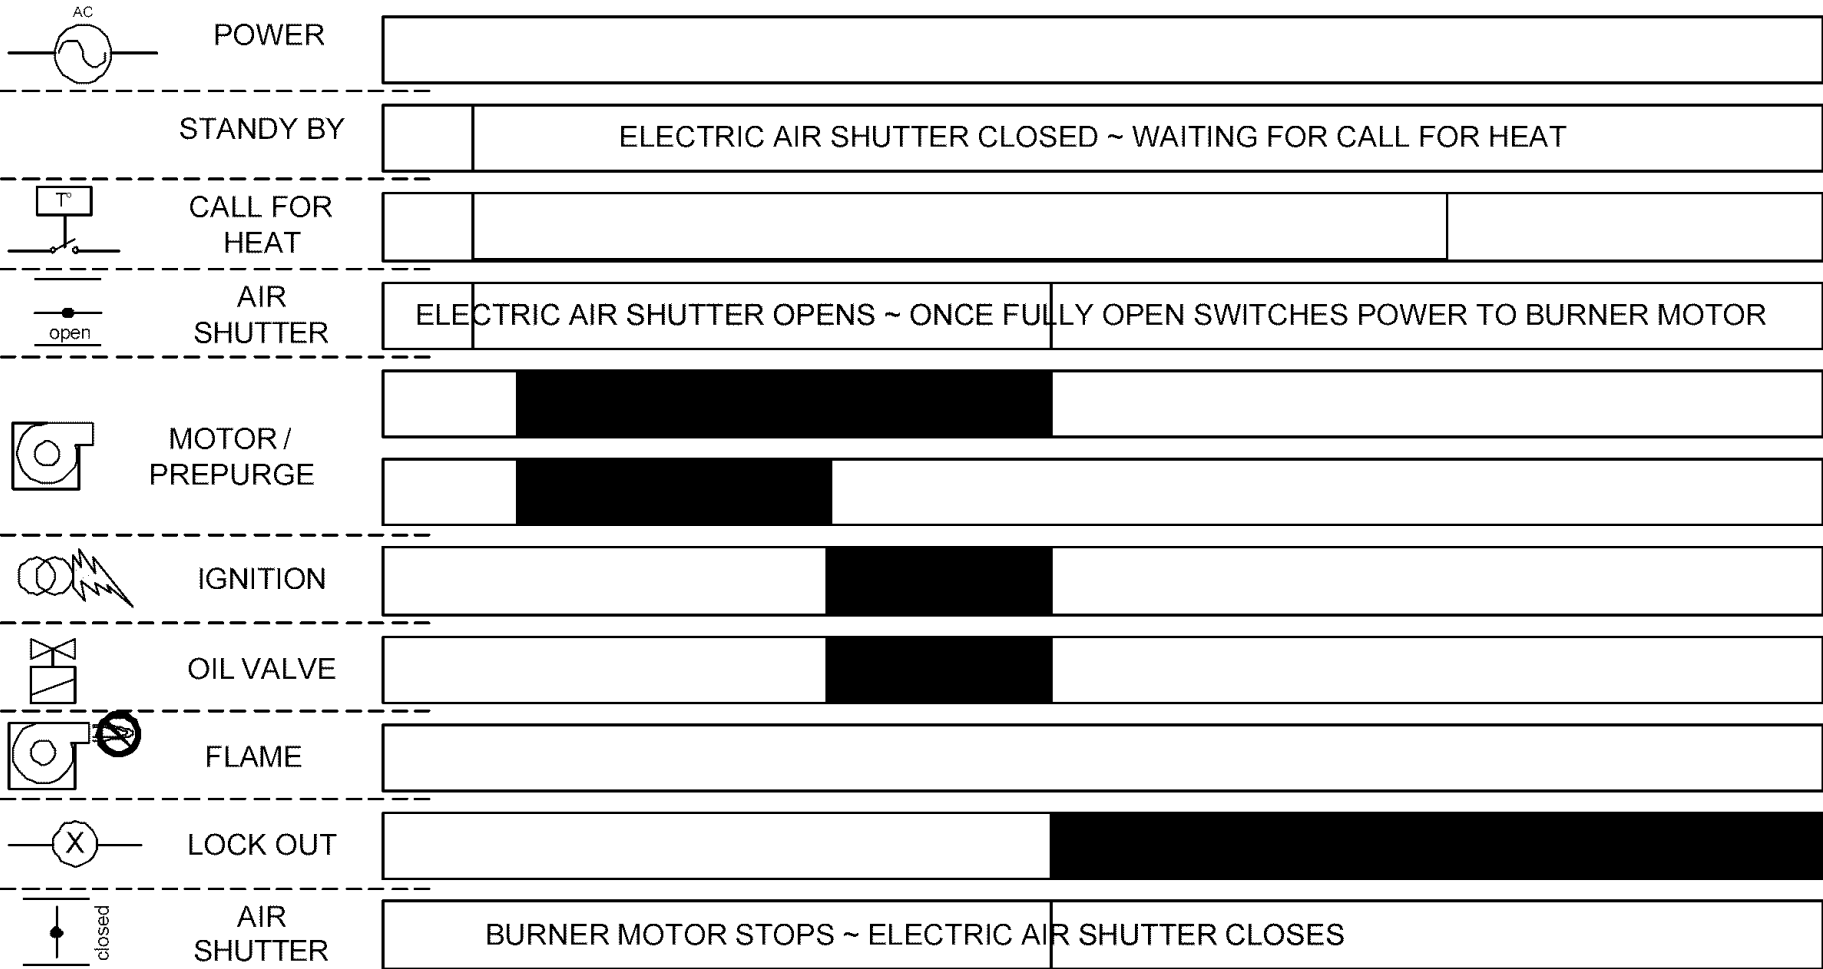 AC
POWER
STANDY BY
ELECTRIC AIR SHUTTER CLOSED ~ WAITING FOR CALL FOR HEAT
T°
CALL FOR
HEAT
open
AIR
SHUTTER
ELECTRIC AIR SHUTTER OPENS ~ ONCE FULLY OPEN SWITCHES POWER TO BURNER MOTOR
MOTOR /
PREPURGE
IGNITION
OIL VALVE
FLAME
X
LOCK OUT
closed
AIR
SHUTTER
BURNER MOTOR STOPS ~ ELECTRIC AIR SHUTTER CLOSES